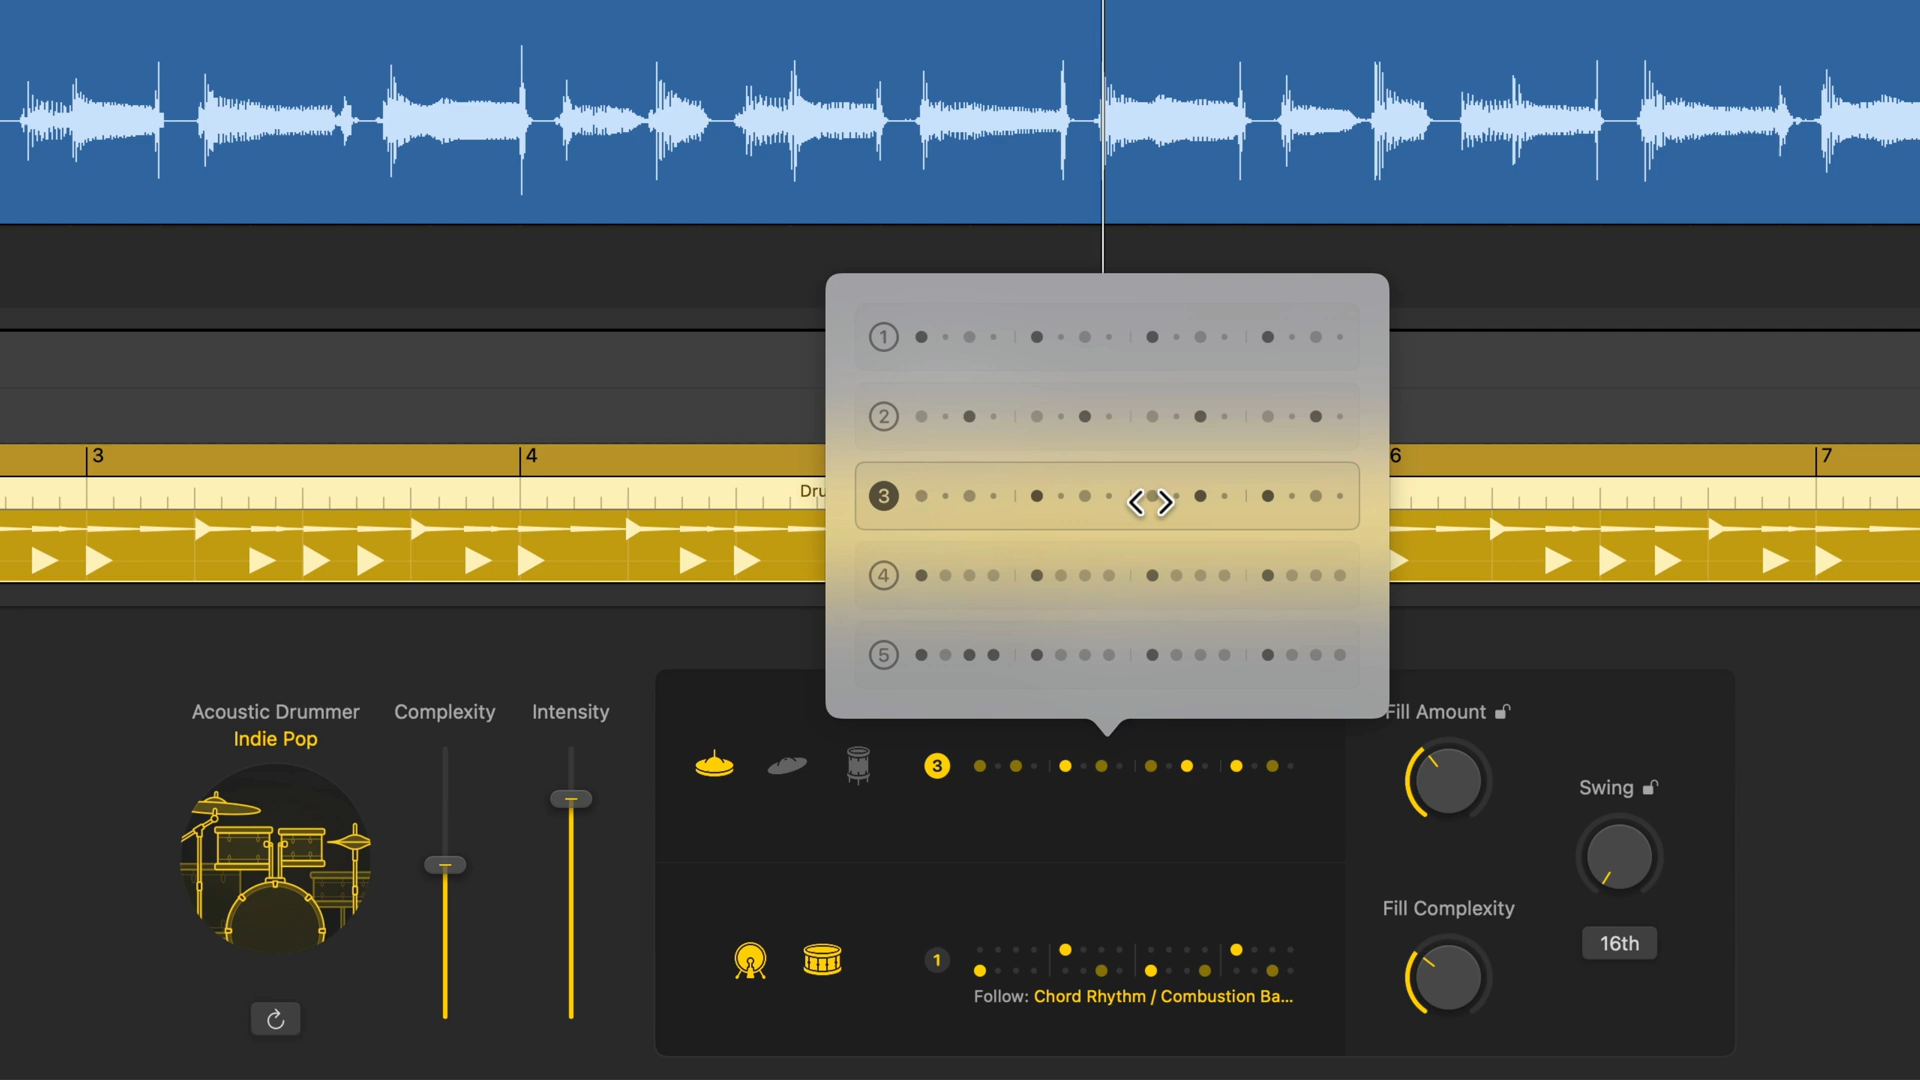 1
2
3 4 6 7
Dru
3
4
5
Acoustic Drummer
Indie Pop
Complexity
Intensity
Fill Amount
3
Swing
Fill Complexity
16th
1
Follow: Chord Rhythm / Combustion Ba...